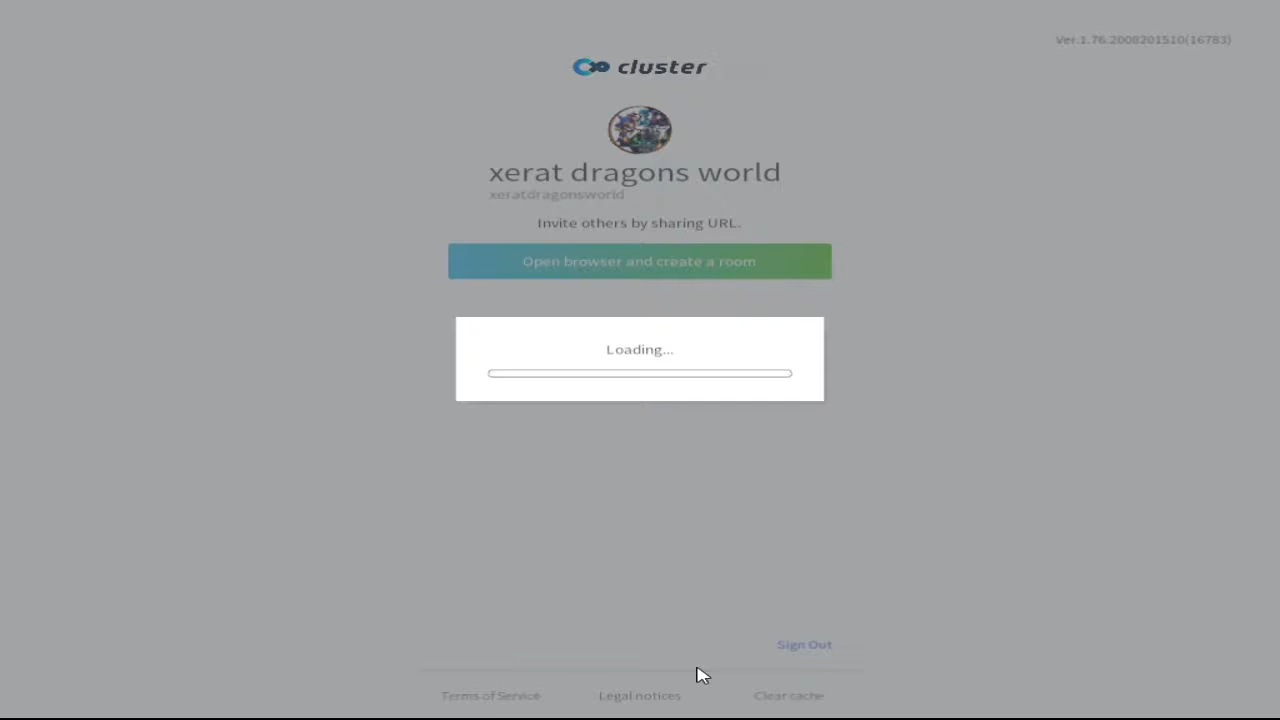 Ver.1.76.2008201510(16783)
cluster
xerat dragons world
xeratdragonsworld
Invite others by sharing URL.
Open browser and create a room
Loading...
Sign Out
Terms of Service
Legal notices
Clear cache